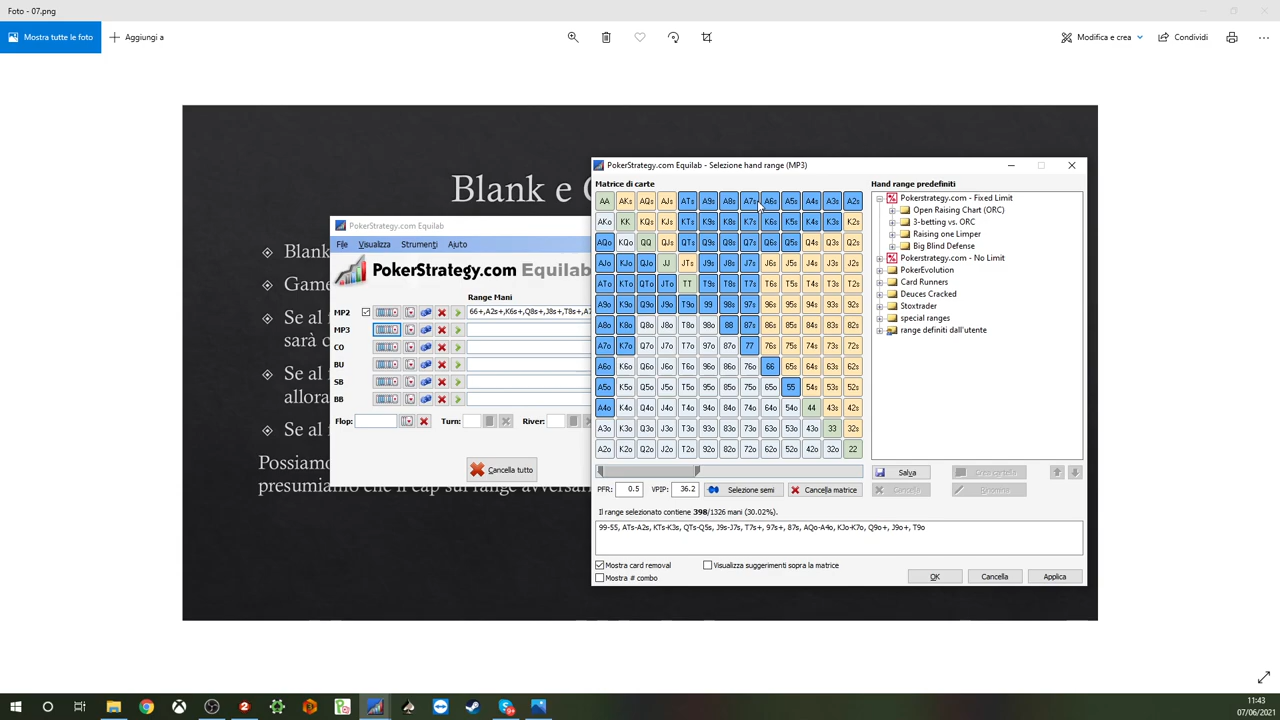 Foto - 07.png
Mostra tutte le foto
Aggiungi a
Modifica e crea
Condividi
Blank e
Blank
Game
Se al
sarà
Se al
allora
Se al
Possiamo
presumiamo che il cap sul range avversar
PokerStrategy.com Equilab
File Visualizza Strumenti Ajuto
PokerStrategy.com Equilab
Range Mani
MP2 66+,A2s+,K6s+,Q8s+,J8s+,T8s+,A7
MP3
CO
BU
SB
BB
Flop: Turn: River:
Cancella tutto
PokerStrategy.com Equilab - Selezione hand range (MP3)
Matrice di carte
AA AKs AQs AJs ATs A9s A8s A7s A6s A5s A4s A3s A2s
AKo KK KQs KJs KTs K9s K8s K7s K6s K5s K4s K3s K2s
AQo KQo QQ QJs QTs Q9s Q8s Q7s Q6s Q5s Q4s Q3s Q2s
AJo KJo QJo JJ JTs J9s J8s J7s J6s J5s J4s J3s J2s
ATo KTo QTo JTo TT T9s T8s T7s T6s T5s T4s T3s T2s
A9o K9o Q9o J9o T9o 99 98s 97s 96s 95s 94s 93s 92s
A8o K8o Q8o J8o T8o 98o 88 87s 86s 85s 84s 83s 82s
A7o K7o Q7o J7o T7o 97o 87o 77 76s 75s 74s 73s 72s
A6o K6o Q6o J6o T6o 96o 86o 76o 66 65s 64s 63s 62s
A5o K5o Q5o J5o T5o 95o 85o 75o 65o 55 54s 53s 52s
A4o K4o Q4o J4o T4o 94o 84o 74o 64o 54o 44 43s 42s
A3o K3o Q3o J3o T3o 93o 83o 73o 63o 53o 43o 33 32s
A2o K2o Q2o J2o T2o 92o 82o 72o 62o 52o 42o 32o 22
PFR: 0.5 VPIP: 36.2 Selezione semi Cancella matrice
Il range selezionato contiene 398/1326 mani (30.02%).
99-55, ATs-A2s, KTs-K3s, QTs-Q5s, J9s-J7s, T7s+, 97s+, 87s, AQo-A4o, KJo-K7o, Q9o+, J9o+, T9o
Mostra card removal
Visualizza suggerimenti sopra la matrice
Mostra # combo
Hand range predefiniti
Pokerstrategy.com - Fixed Limit
Open Raising Chart (ORC)
3-betting vs. ORC
Raising one Limper
Big Blind Defense
Pokerstrategy.com - No Limit
PokerEvolution
Card Runners
Deuces Cracked
Stoxtrader
special ranges
range definiti dall'utente
Salva Crea cartella
Cancella Rinomina
OK Cancella Applica
11:43
07/06/2021